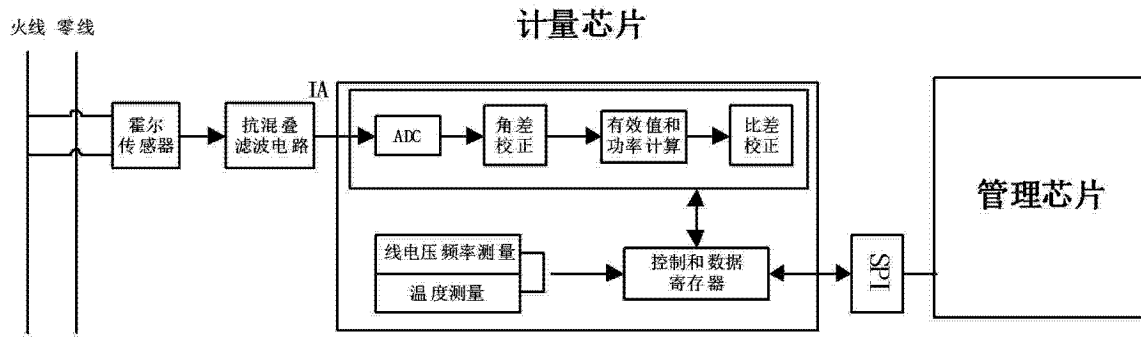 计量芯片
火线 零线
IA
霍尔
传感器
抗混叠
滤波电路
ADC
角差
校正
有效值和
功率计算
比差
校正
管理芯片
线电压频率测量
温度测量
控制和数据
寄存器
SPI